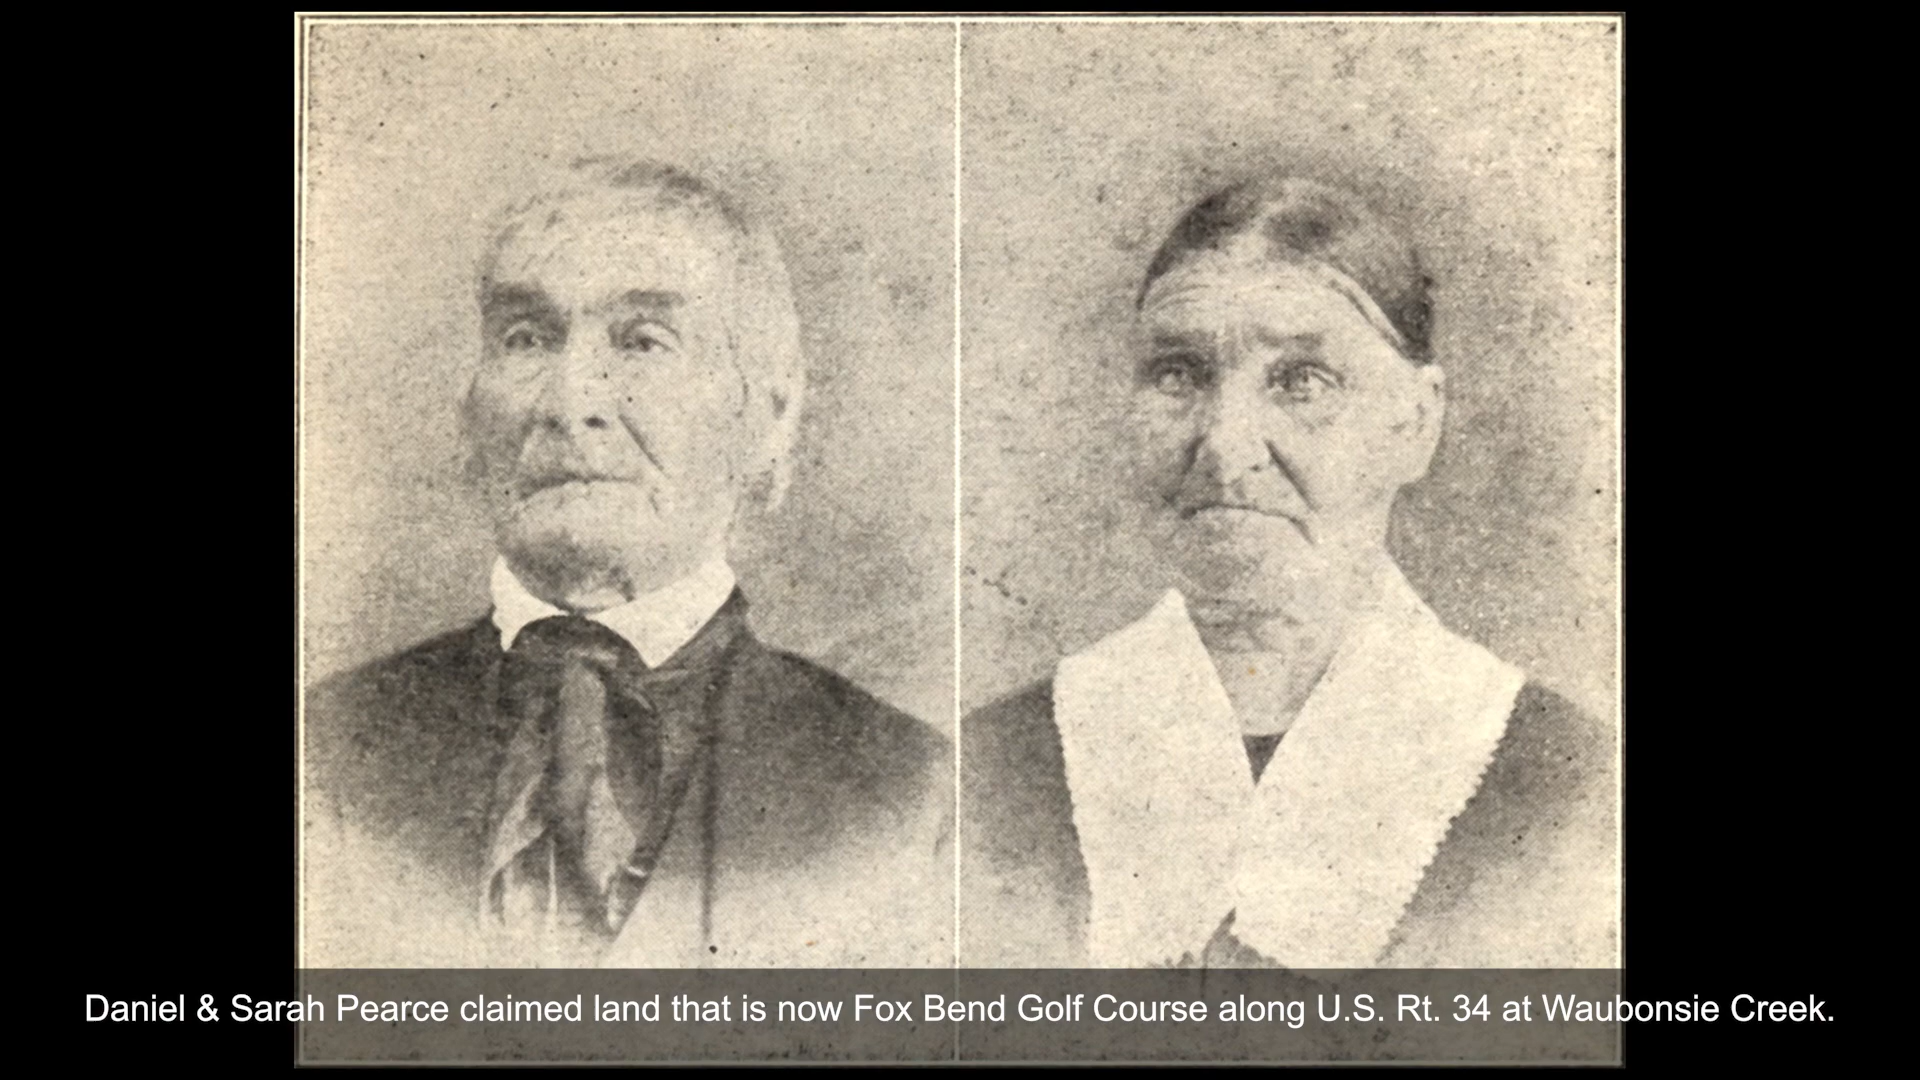 Daniel & Sarah Pearce claimed land that is now Fox Bend Golf Course along U.S. Rt. 34 at Waubonsie Creek.